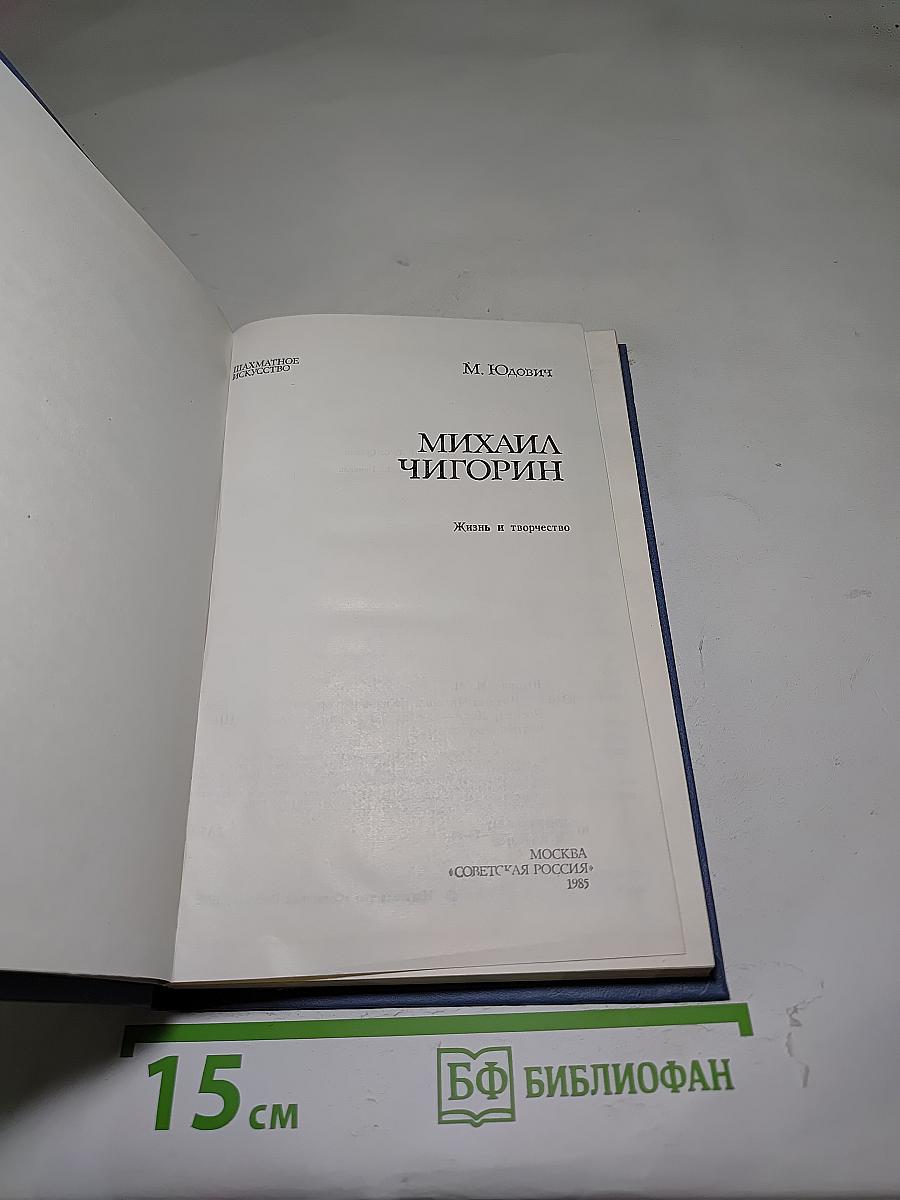 ШАХМАТНОЕ
ИСКУССТВО
М. Юдович
МИХАИЛ
ЧИГОРИН
Жизнь и творчество
МОСКВА
«СОВЕТСКАЯ РОССИЯ»
1985
15 см
БФ БИБЛИОФАН